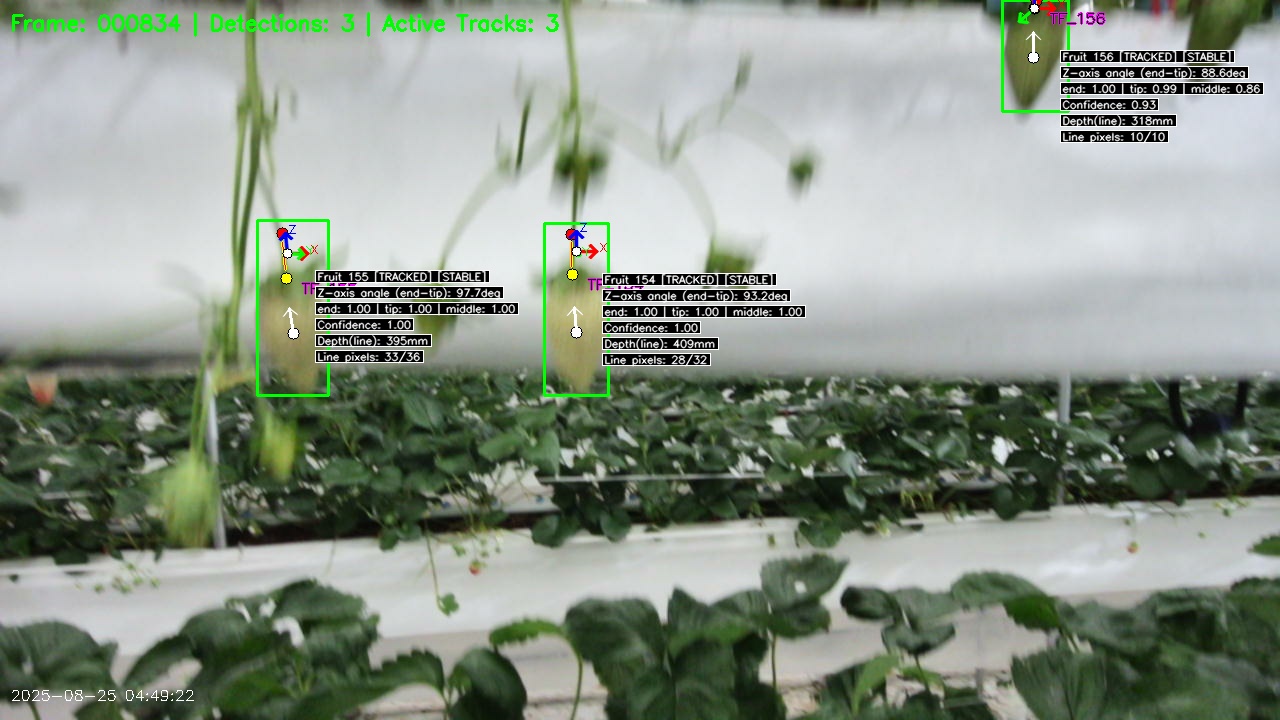 Frame: 000834 | Detections: 3 | Active Tracks: 3
TF_156
Fruit 156 [TRACKED] [STABLE]
Z-axis angle (end-tip): 88.6deg
end: 1.00 | tip: 0.99 | middle: 0.86
Confidence: 0.93
Depth(line): 318mm
Line pixels: 10/10
Z
X
Fruit 155 [TRACKED] [STABLE]
Z-axis angle (end-tip): 97.7deg
end: 1.00 | tip: 1.00 | middle: 1.00
Confidence: 1.00
Depth(line): 395mm
Line pixels: 33/36
Z
X
Fruit 154 [TRACKED] [STABLE]
Z-axis angle (end-tip): 93.2deg
end: 1.00 | tip: 1.00 | middle: 1.00
Confidence: 1.00
Depth(line): 409mm
Line pixels: 28/32
2025-08-25 04:49:22